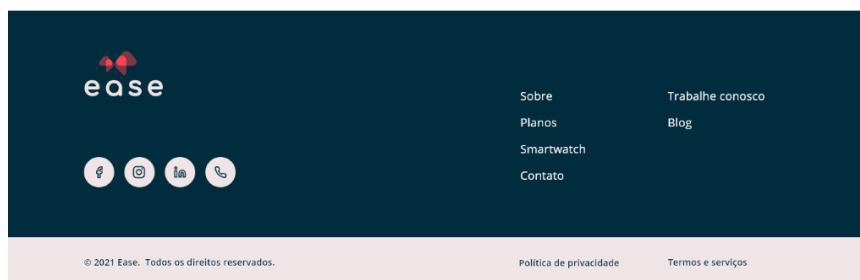 ease
Sobre
Planos
Smartwatch
Contato
Trabalhe conosco
Blog
© 2021 Ease. Todos os direitos reservados.
Política de privacidade
Termos e serviços